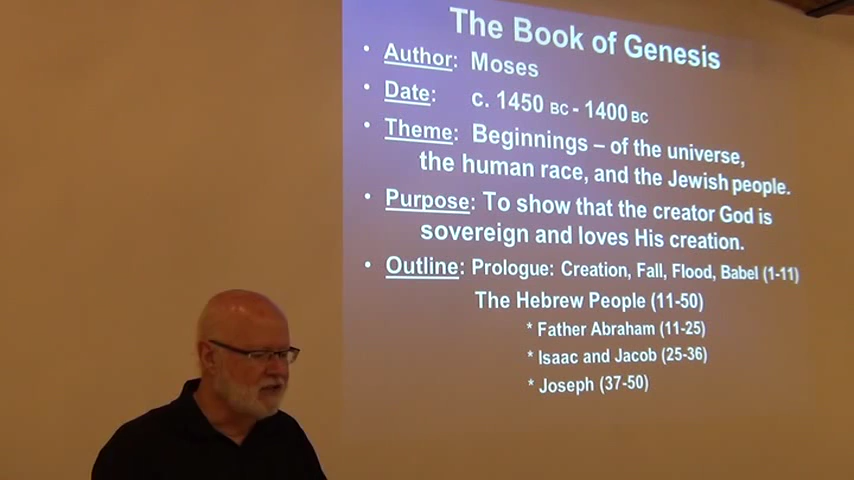 The Book of Genesis
• Author: Moses
• Date: c. 1450 BC - 1400 BC
• Theme: Beginnings – of the universe,
the human race, and the Jewish people.
• Purpose: To show that the creator God is
sovereign and loves His creation.
• Outline: Prologue: Creation, Fall, Flood, Babel (1-11)
The Hebrew People (11-50)
* Father Abraham (11-25)
* Isaac and Jacob (25-36)
* Joseph (37-50)